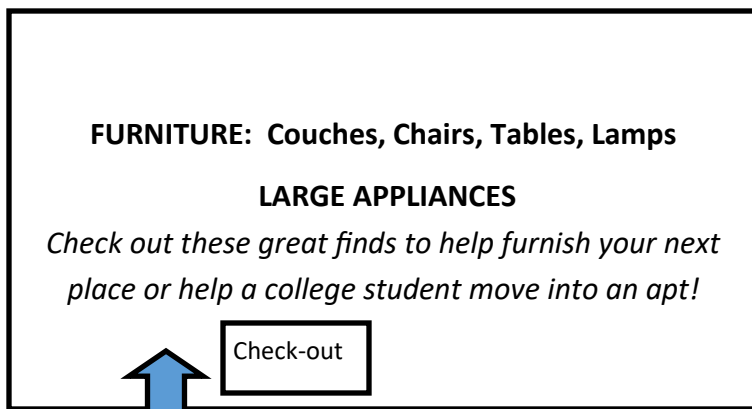 FURNITURE:  Couches, Chairs, Tables, Lamps
LARGE APPLIANCES
Check out these great finds to help furnish your next
place or help a college student move into an apt!
Check-out